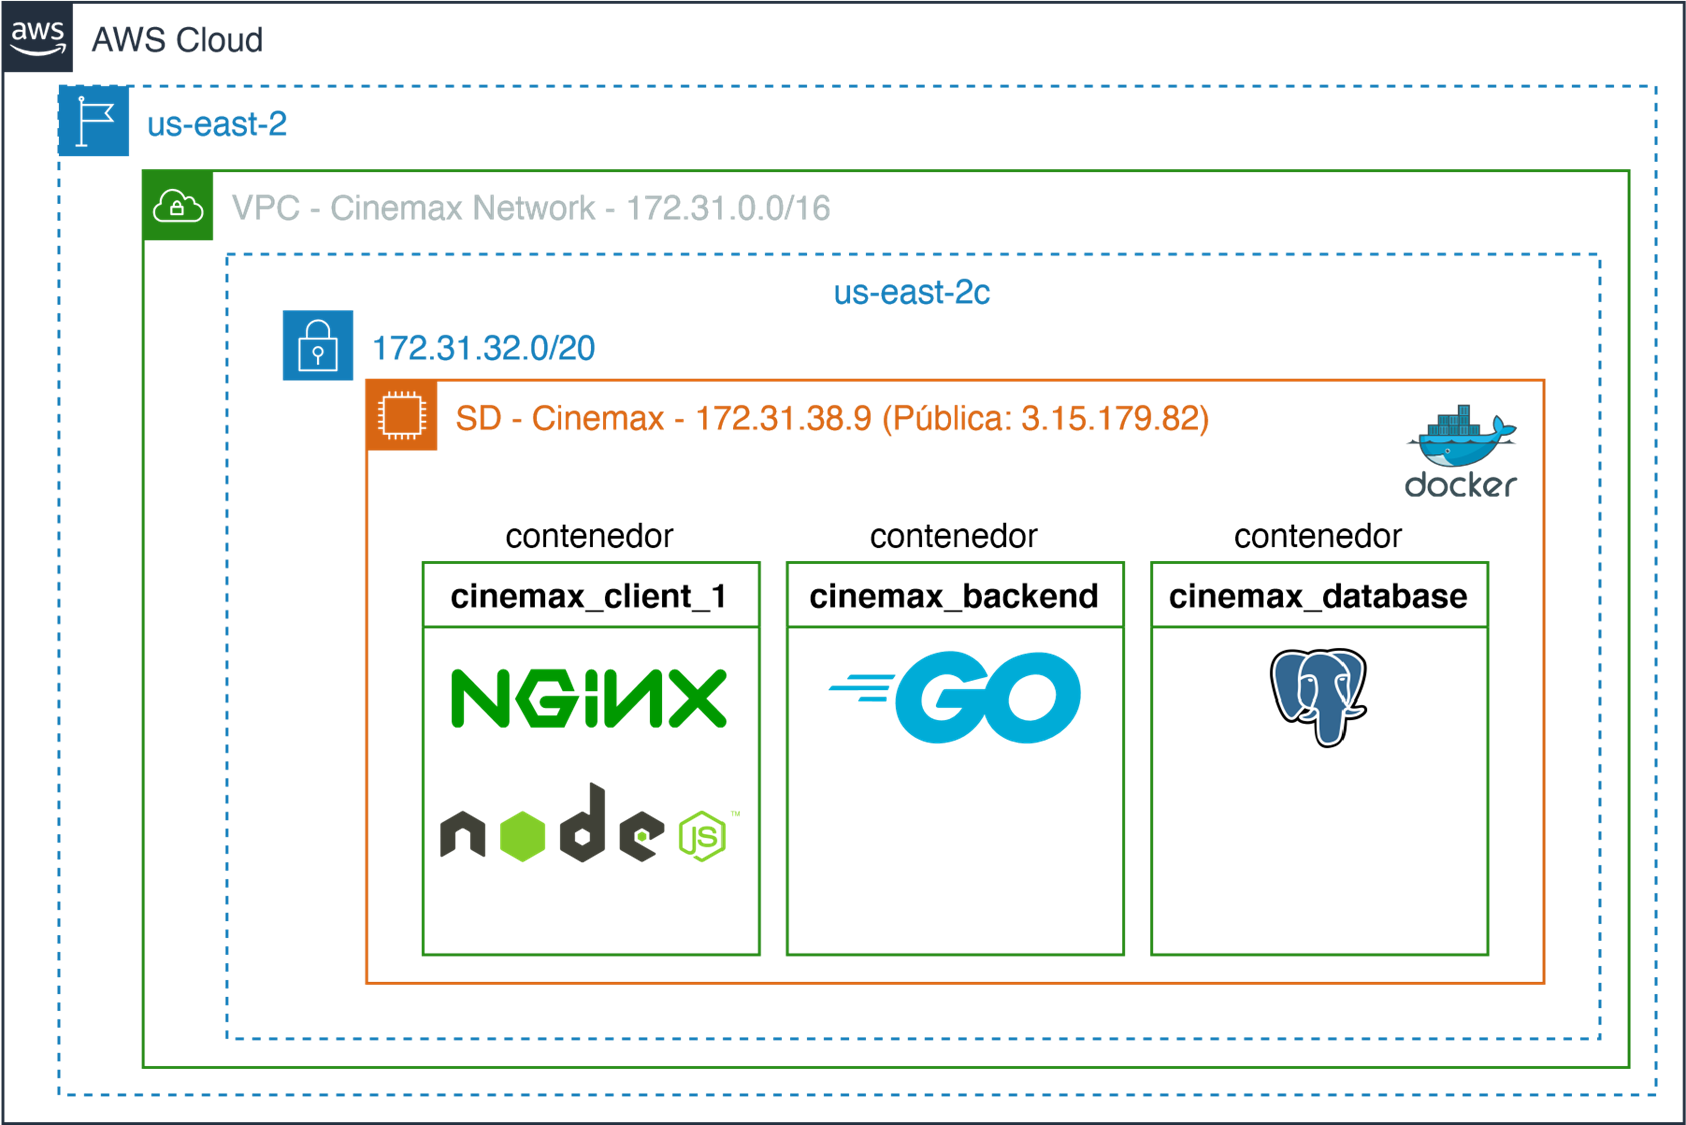 aws
AWS Cloud
us-east-2
VPC - Cinemax Network - 172.31.0.0/16
us-east-2c
172.31.32.0/20
SD - Cinemax - 172.31.38.9 (Pública: 3.15.179.82)
docker
contenedor
cinemax_client_1
NGiNX
node
JS
TM
contenedor
cinemax_backend
GO
contenedor
cinemax_database